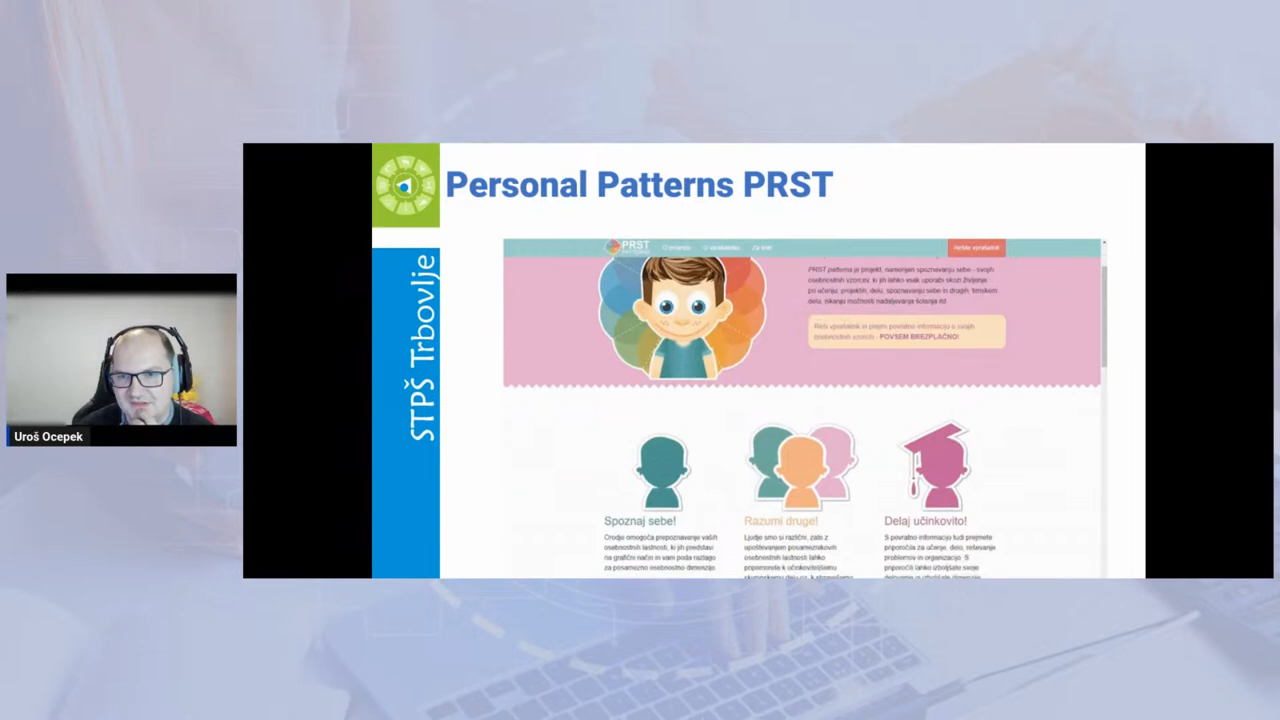 Personal Patterns PRST
STPŠ Trbovlje
PRST
O projektu O vprašalniku Za šole
Rešite vprašalnik
PRST patterns je projekt, namenjen spoznavanju sebe - svojih
osebnostnih vzorcev, ki jih lahko vsak uporabi skozi življenje
pri učenju, projektih, delu, spoznavanju sebe in drugih, timskem
delu, iskanju možnosti nadaljevanja šolanja itd
Reši vprašalnik in prejmi povratno informacijo o svojih
osebnostnih vzorcih - POVSEM BREZPLAČNO!
Uroš Ocepek
Spoznaj sebe!
Orodje omogoča prepoznavanje vaših
osebnostnih lastnosti, ki jih predstavi
na grafični način in vam poda razlago
za posamezno osebnostno dimenzijo.
Razumi druge!
Ljudje smo si različni, zato z
upoštevanjem posameznikovih
osebnostnih lastnosti lahko
pripomorete k učinkovitejšemu
Delaj učinkovito!
S povratno informacijo tudi prejmete
priporočila za učenje, delo, reševanje
problemov in organizacijo. S
priporočili lahko izboljšate svoje